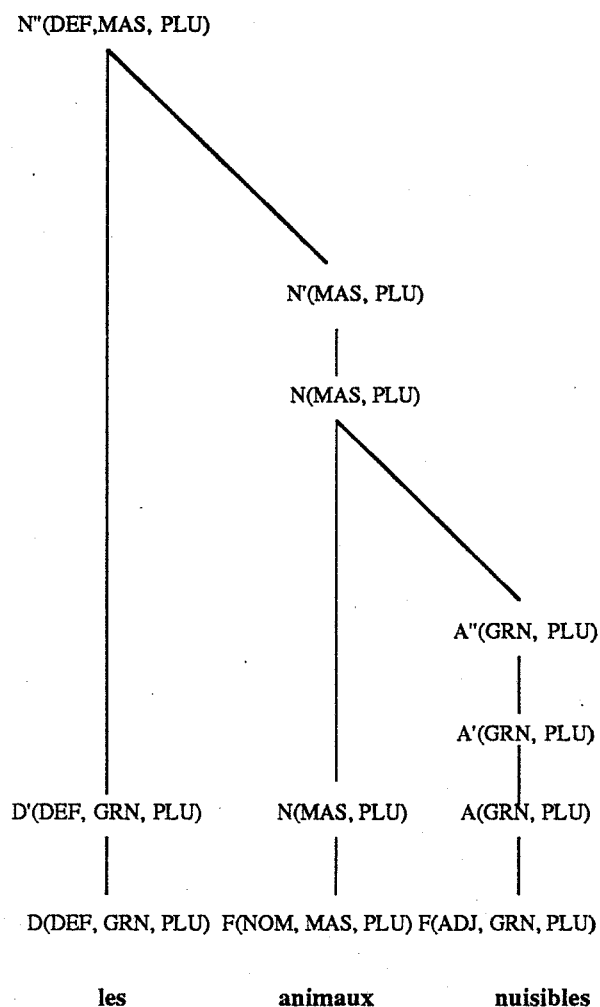 N"(DEF,MAS, PLU)
N'(MAS, PLU)
N(MAS, PLU)
A"(GRN, PLU)
A'(GRN, PLU)
D'(DEF, GRN, PLU) N(MAS, PLU) A(GRN, PLU)
D(DEF, GRN, PLU) F(NOM, MAS, PLU) F(ADJ, GRN, PLU)
les animaux nuisibles